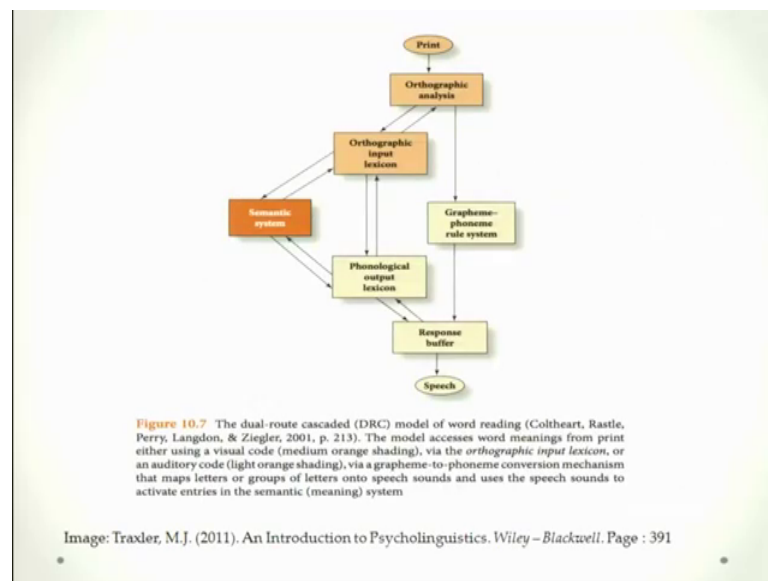 Print
Orthographic
analysis
Orthographic
input
lexicon
Semantic
system
Grapheme–
phoneme
rule system
Phonological
output
lexicon
Response
buffer
Speech
Figure 10.7 The dual-route cascaded (DRC) model of word reading (Coltheart, Rastle,
Perry, Langdon, & Ziegler, 2001, p. 213). The model accesses word meanings from print
either using a visual code (medium orange shading), via the orthographic input lexicon, or
an auditory code (light orange shading), via a grapheme-to-phoneme conversion mechanism
that maps letters or groups of letters onto speech sounds and uses the speech sounds to
activate entries in the semantic (meaning) system
Image: Traxler, M.J. (2011). An Introduction to Psycholinguistics. Wiley – Blackwell. Page : 391